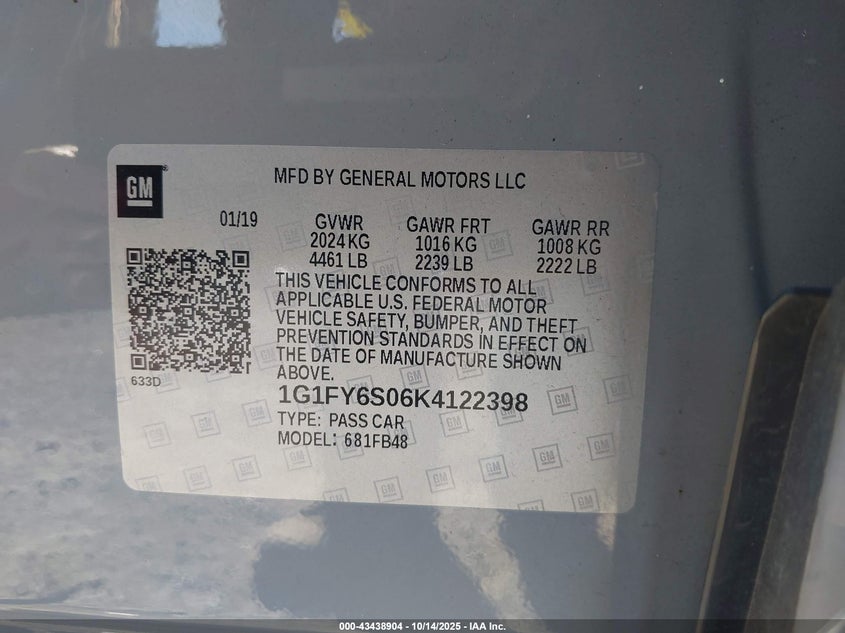 GM
MFD BY GENERAL MOTORS LLC
01/19 GVWR GAWR FRT GAWR RR
2024 KG 1016 KG 1008 KG
4461 LB 2239 LB 2222 LB
THIS VEHICLE CONFORMS TO ALL
APPLICABLE U.S. FEDERAL MOTOR
VEHICLE SAFETY, BUMPER, AND THEFT
PREVENTION STANDARDS IN EFFECT ON
THE DATE OF MANUFACTURE SHOWN
ABOVE.
633D
1G1FY6S06K4122398
TYPE: PASS CAR
MODEL: 681FB48
000-43438904 - 10/14/2025 - IAA Inc.